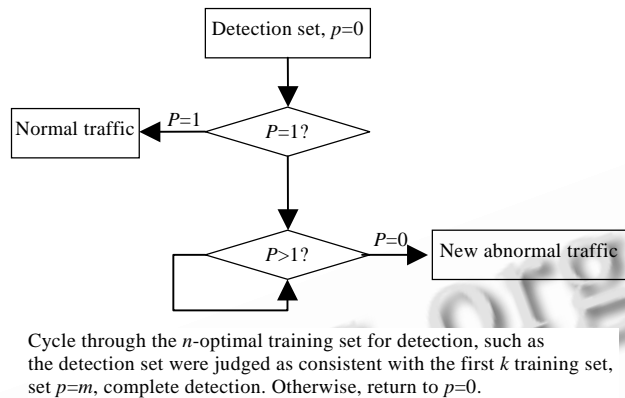 Detection set, p=0
P=1?
P=1
Normal traffic
P>1?
P=0
New abnormal traffic
Cycle through the n-optimal training set for detection, such as
the detection set were judged as consistent with the first k training set,
set p=m, complete detection. Otherwise, return to p=0.